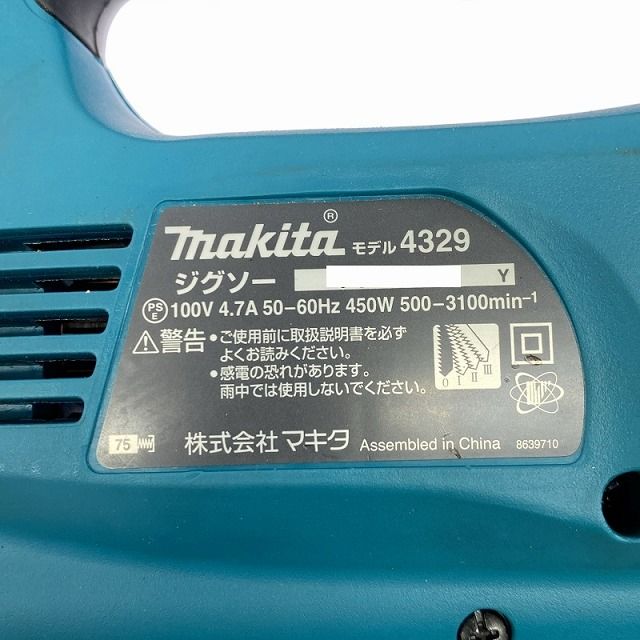 makita® モデル 4329
ジグソー Y
PS E 100V 4.7A 50-60Hz 450W 500-3100min-1
警告 •ご使用前に取扱説明書を必ず
よくお読みください。
•感電の恐れがあります。
雨中では使用しないでください。
0 I II III
75 株式会社 マキタ Assembled in China 8639710